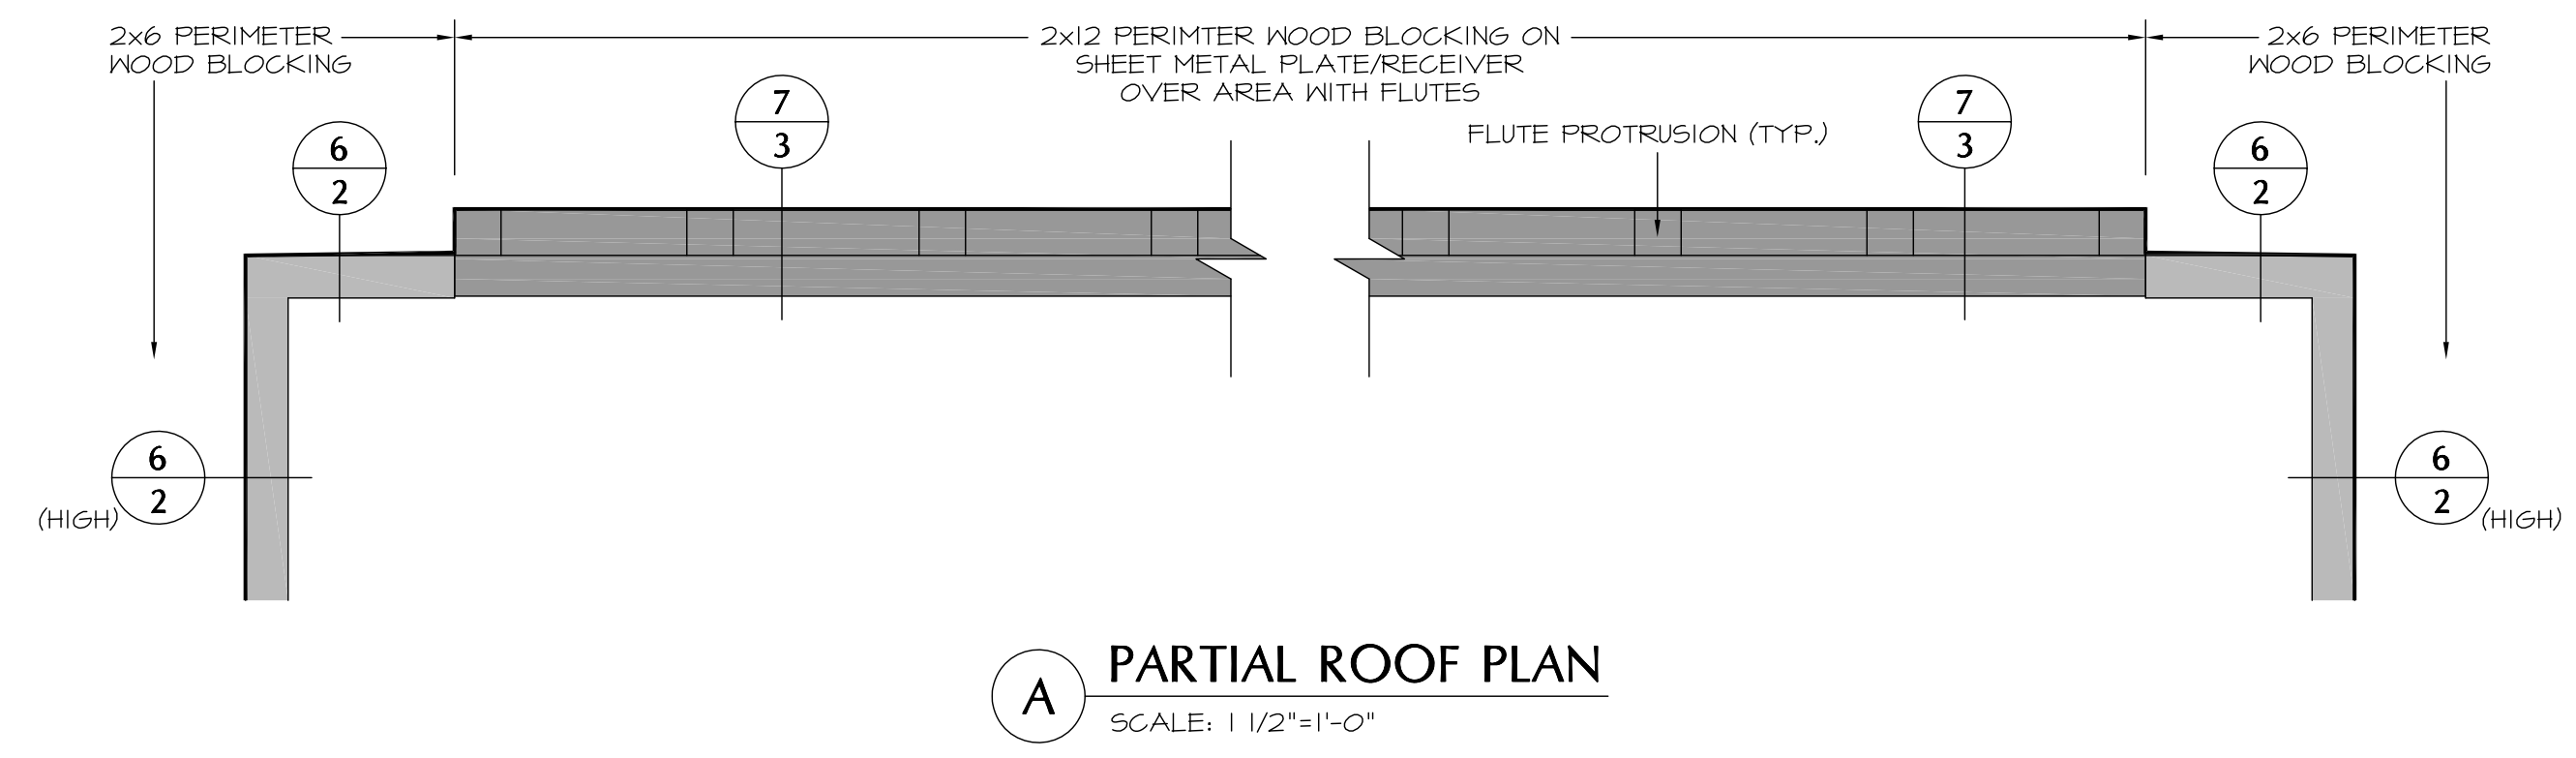 2x6 PERIMETER
WOOD BLOCKING
2x12 PERIMTER WOOD BLOCKING ON
SHEET METAL PLATE/RECEIVER
OVER AREA WITH FLUTES
2x6 PERIMETER
WOOD BLOCKING
6
2
7
3
FLUTE PROTRUSION (TYP.)
7
3
6
2
6
2
(HIGH)
6
2
(HIGH)
A
PARTIAL ROOF PLAN
SCALE: 1 1/2"=1'-0"